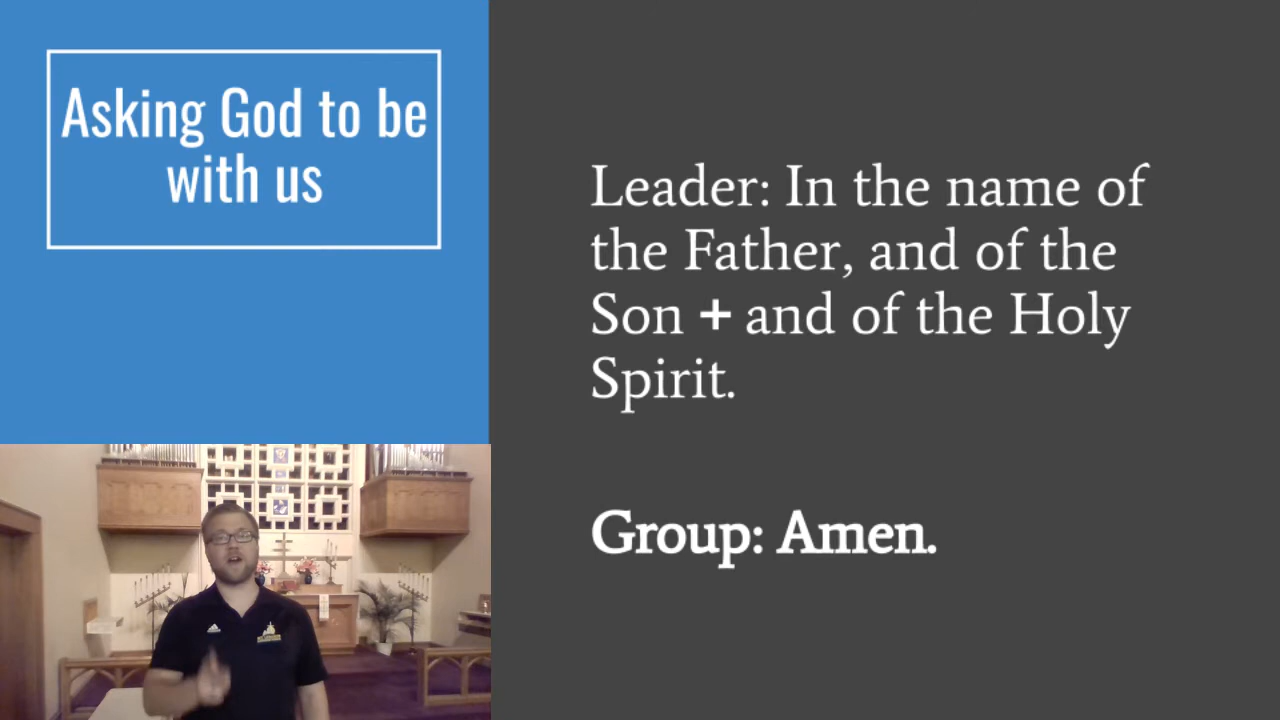 Asking God to be
with us
Leader: In the name of
the Father, and of the
Son + and of the Holy
Spirit.
Group: Amen.